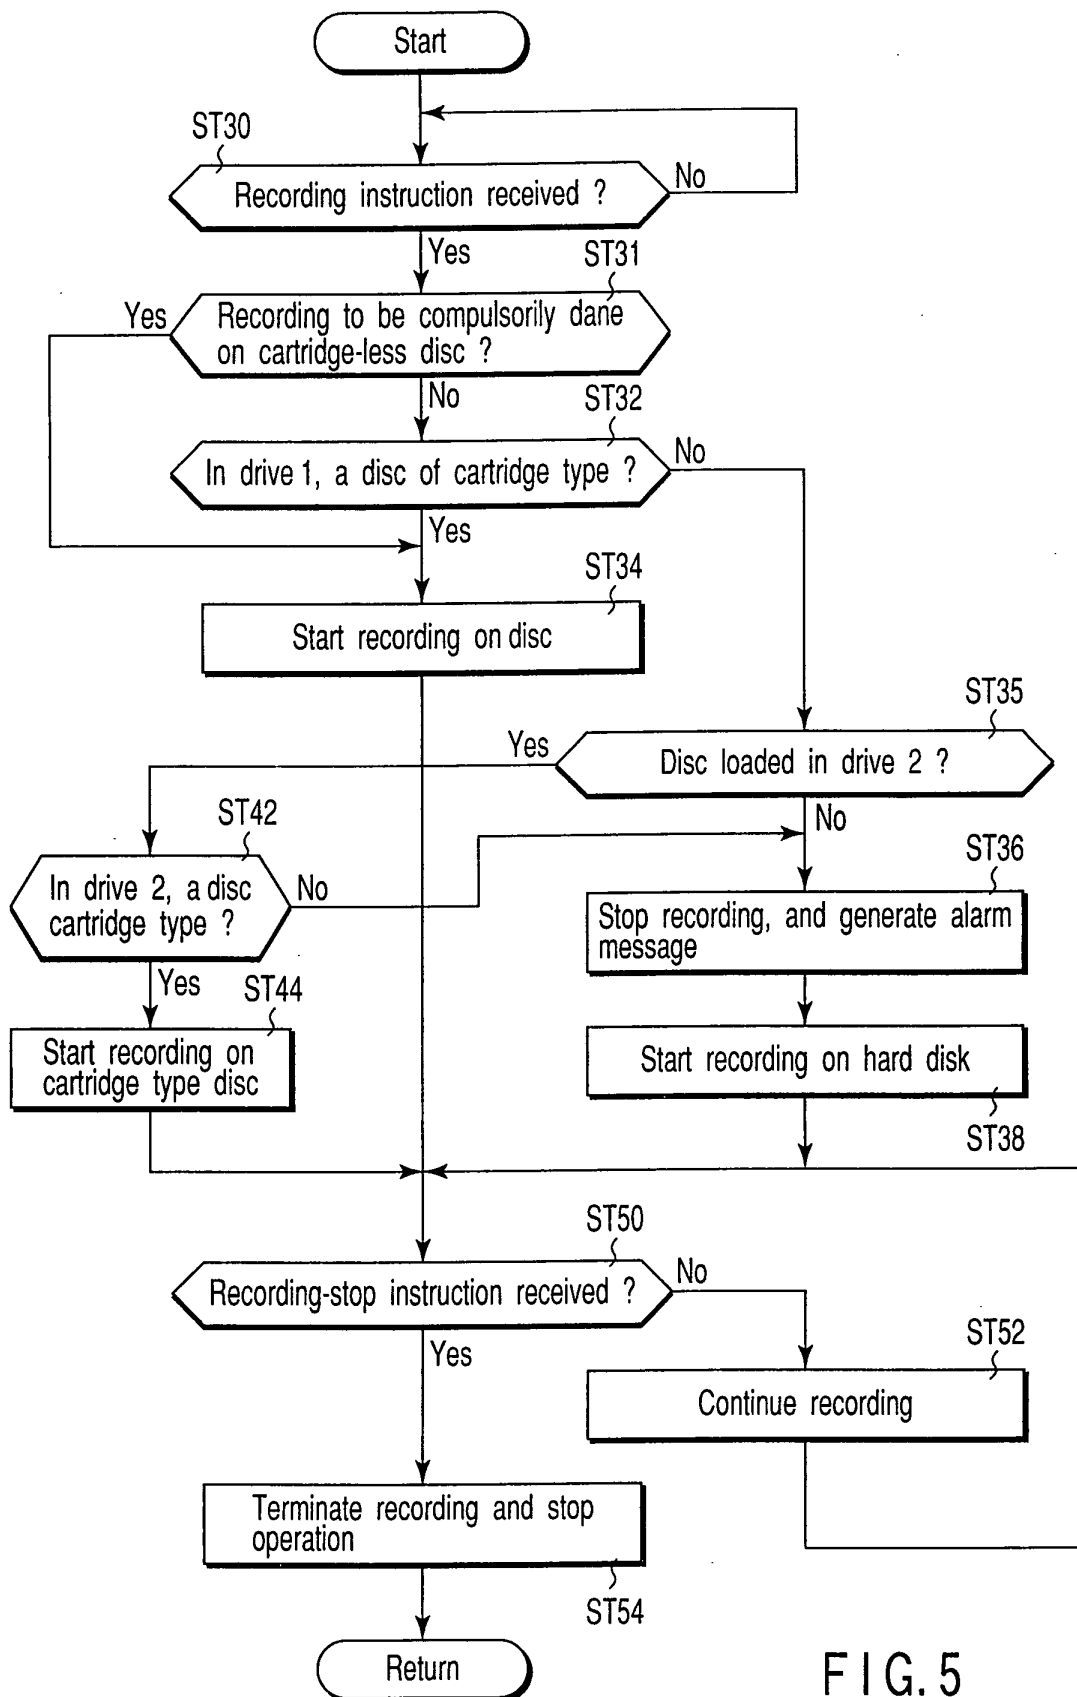 Start
ST30
Recording instruction received ?
No
Yes
ST31
Yes
Recording to be compulsorily dane
on cartridge-less disc ?
No
ST32
In drive 1, a disc of cartridge type ?
No
Yes
ST34
Start recording on disc
ST35
Yes
Disc loaded in drive 2 ?
No
ST42
In drive 2, a disc
cartridge type ?
No
ST36
Stop recording, and generate alarm
message
Yes
ST44
Start recording on
cartridge type disc
Start recording on hard disk
ST38
ST50
Recording-stop instruction received ?
No
Yes
ST52
Continue recording
Terminate recording and stop
operation
ST54
Return
FIG. 5